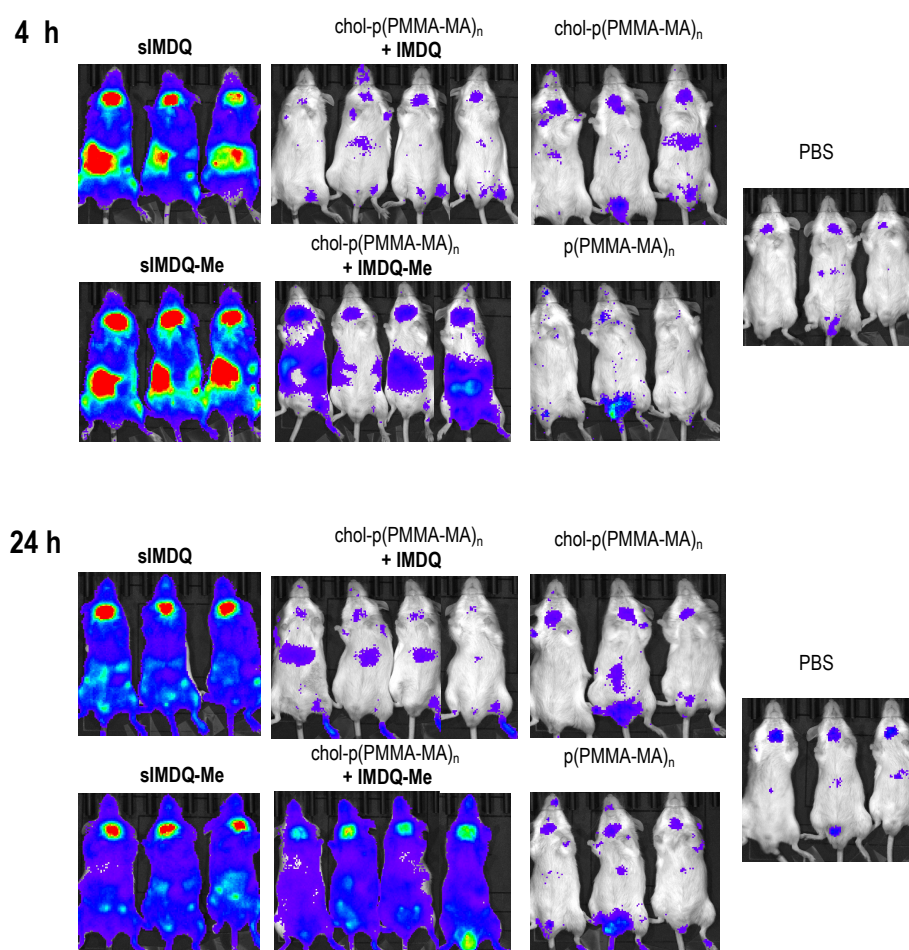 4 h
sIMDQ
chol-p(PMMA-MA)n
+ IMDQ
chol-p(PMMA-MA)n
PBS
sIMDQ-Me
chol-p(PMMA-MA)n
+ IMDQ-Me
p(PMMA-MA)n
24 h
sIMDQ
chol-p(PMMA-MA)n
+ IMDQ
chol-p(PMMA-MA)n
PBS
sIMDQ-Me
chol-p(PMMA-MA)n
+ IMDQ-Me
p(PMMA-MA)n